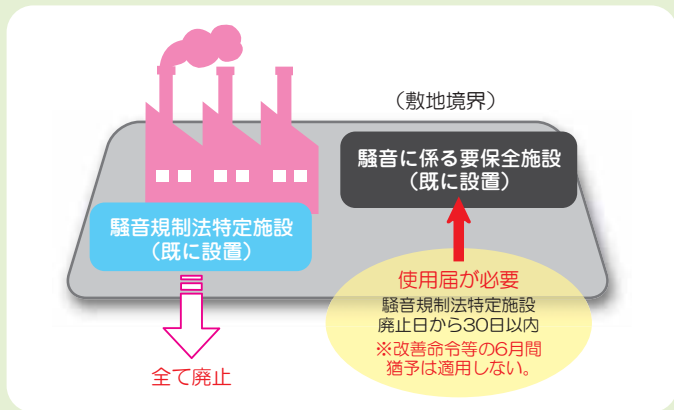 （敷地境界）
騒音に係る要保全施設
（既に設置）
騒音規制法特定施設
（既に設置）
使用届が必要
騒音規制法特定施設
廃止日から30日以内
※改善命令等の6月間
猶予は適用しない。
全て廃止